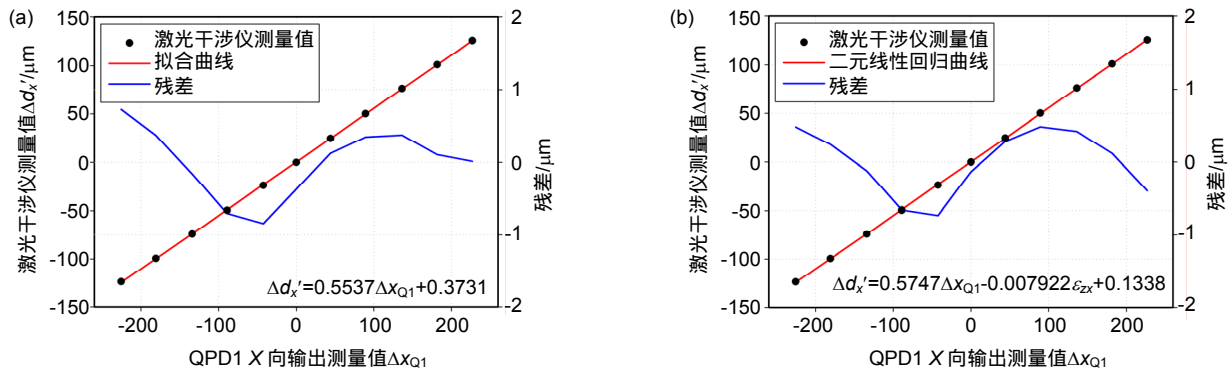 (a)
150
100
50
0
-50
-100
-150
激光干涉仪测量值Δdx′/μm
激光干涉仪测量值
拟合曲线
残差
2
1
0
-1
-2
残差/μm
Δdx′=0.5537ΔxQ1+0.3731
-200 -100 0 100 200
QPD1 X 向输出测量值ΔxQ1
(b)
150
100
50
0
-50
-100
-150
激光干涉仪测量值Δdx′/μm
激光干涉仪测量值
二元线性回归曲线
残差
2
1
0
-1
-2
残差/μm
Δdx′=0.5747ΔxQ1-0.007922εzx+0.1338
-200 -100 0 100 200
QPD1 X 向输出测量值ΔxQ1